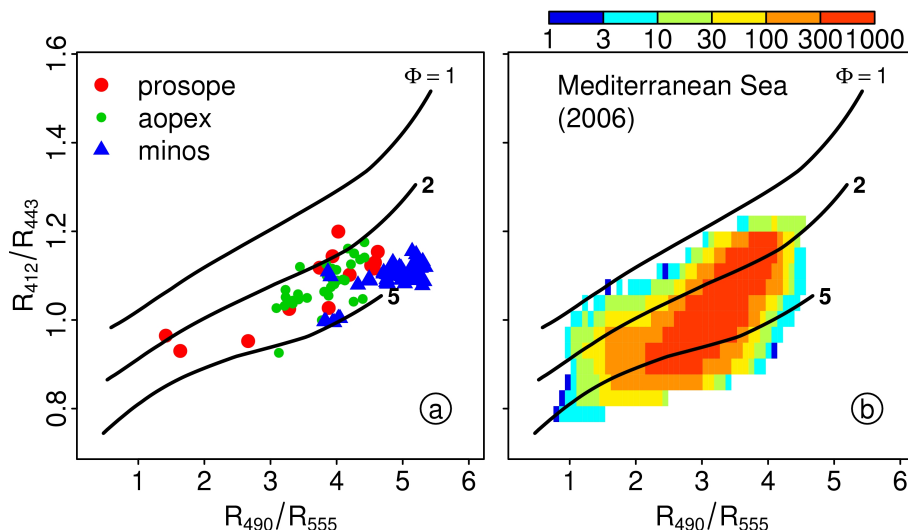 1 3 10 30 100 300 1000
1.6
1.4
1.2
1.0
0.8
R412/R443
prosope
aopex
minos
Φ = 1
2
5
a
1 2 3 4 5 6
R490/R555
Mediterranean Sea
(2006)
Φ = 1
2
5
b
1 2 3 4 5 6
R490/R555